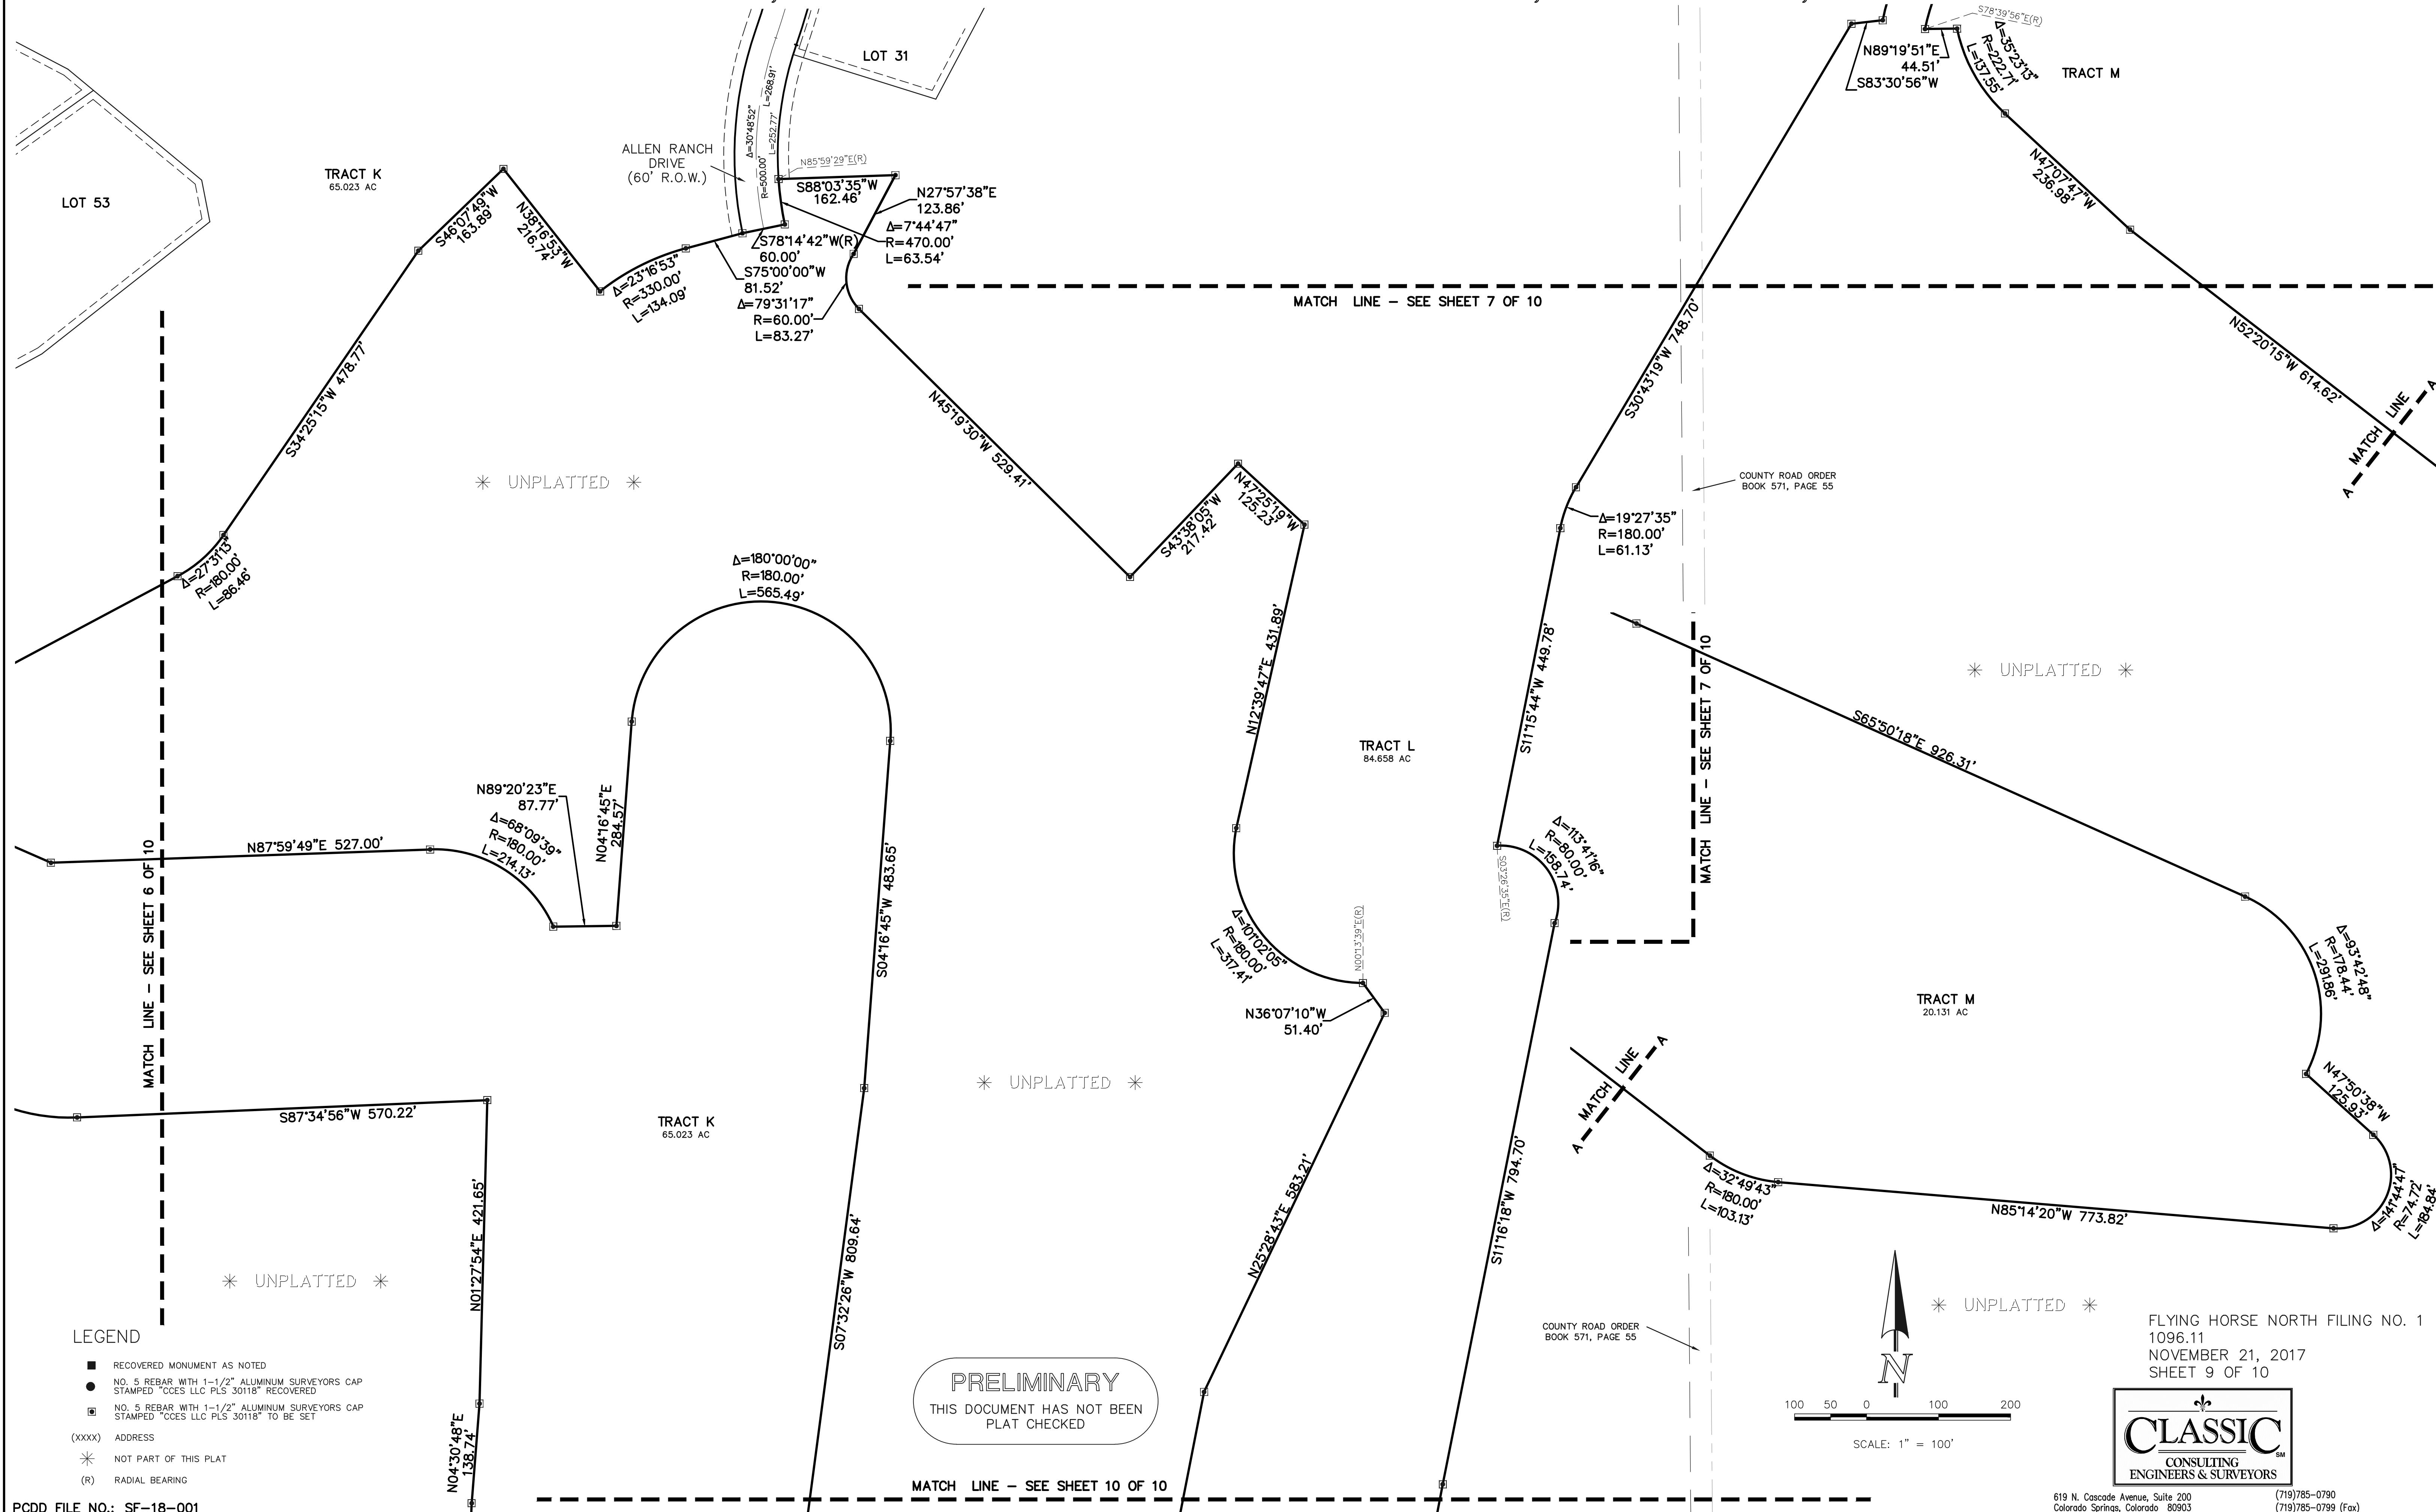 LOT 53
TRACT K
65.023 AC
S46°07'49"W
163.89'
N38°16'53"W
216.74'
ALLEN RANCH
DRIVE
(60' R.O.W.)
Δ=30°48'52"
R=500.00'
L=268.91'
L=252.77'
LOT 31
N85°59'29"E(R)
S88°03'35"W
162.46'
N27°57'38"E
123.86'
Δ=7°44'47"
R=470.00'
L=63.54'
S78°14'42"W(R)
60.00'
S75°00'00"W
81.52'
Δ=79°31'17"
R=60.00'
L=83.27'
Δ=23°16'53"
R=330.00'
L=134.09'
MATCH LINE – SEE SHEET 7 OF 10
S78°39'56"E(R)
N89°19'51"E
44.51'
S83°30'56"W
Δ=35°23'13"
R=222.71'
L=137.55'
TRACT M
N47°07'47"W
236.98'
N52°20'15"W 614.62'
A MATCH LINE A
S30°43'19"W 748.70'
S34°25'15"W 478.77'
Δ=27°31'13"
R=180.00'
L=86.46'
✳ UNPLATTED ✳
N45°19'30"W 529.41'
S43°38'05"W
217.42'
N47°25'19"W
125.23'
COUNTY ROAD ORDER
BOOK 571, PAGE 55
Δ=19°27'35"
R=180.00'
L=61.13'
Δ=180°00'00"
R=180.00'
L=565.49'
N12°39'47"E 431.89'
S11°15'44"W 449.78'
MATCH LINE – SEE SHEET 7 OF 10
✳ UNPLATTED ✳
S65°50'18"E 926.31'
TRACT L
84.658 AC
N89°20'23"E
87.77'
N04°16'45"E
284.57'
Δ=68°09'39"
R=180.00'
L=214.13'
N87°59'49"E 527.00'
MATCH LINE – SEE SHEET 6 OF 10
S04°16'45"W 483.65'
Δ=113°41'16"
R=80.00'
L=158.74'
S03°26'35"E(R)
Δ=101°02'05"
R=180.00'
L=317.41'
N00°13'39"E(R)
N36°07'10"W
51.40'
Δ=93°42'48"
R=178.44'
L=291.86'
TRACT M
20.131 AC
A MATCH LINE A
N47°50'38"W
125.93'
✳ UNPLATTED ✳
S87°34'56"W 570.22'
TRACT K
65.023 AC
N01°27'54"E 421.65'
S07°32'26"W 809.64'
N25°28'43"E 583.21'
S11°16'18"W 794.70'
Δ=32°49'43"
R=180.00'
L=103.13'
N85°14'20"W 773.82'
Δ=141°44'47"
R=74.72'
L=184.84'
✳ UNPLATTED ✳
✳ UNPLATTED ✳
COUNTY ROAD ORDER
BOOK 571, PAGE 55
N
100 50 0 100 200
SCALE: 1" = 100'
LEGEND
RECOVERED MONUMENT AS NOTED
NO. 5 REBAR WITH 1-1/2" ALUMINUM SURVEYORS CAP
STAMPED "CCES LLC PLS 30118" RECOVERED
NO. 5 REBAR WITH 1-1/2" ALUMINUM SURVEYORS CAP
STAMPED "CCES LLC PLS 30118" TO BE SET
(XXXX) ADDRESS
✳ NOT PART OF THIS PLAT
(R) RADIAL BEARING
N04°30'48"E
138.74'
PRELIMINARY
THIS DOCUMENT HAS NOT BEEN
PLAT CHECKED
MATCH LINE – SEE SHEET 10 OF 10
FLYING HORSE NORTH FILING NO. 1
1096.11
NOVEMBER 21, 2017
SHEET 9 OF 10
CLASSIC SM
CONSULTING
ENGINEERS & SURVEYORS
619 N. Cascade Avenue, Suite 200 (719)785-0790
Colorado Springs, Colorado 80903 (719)785-0799 (Fax)
PCDD FILE NO.: SF-18-001